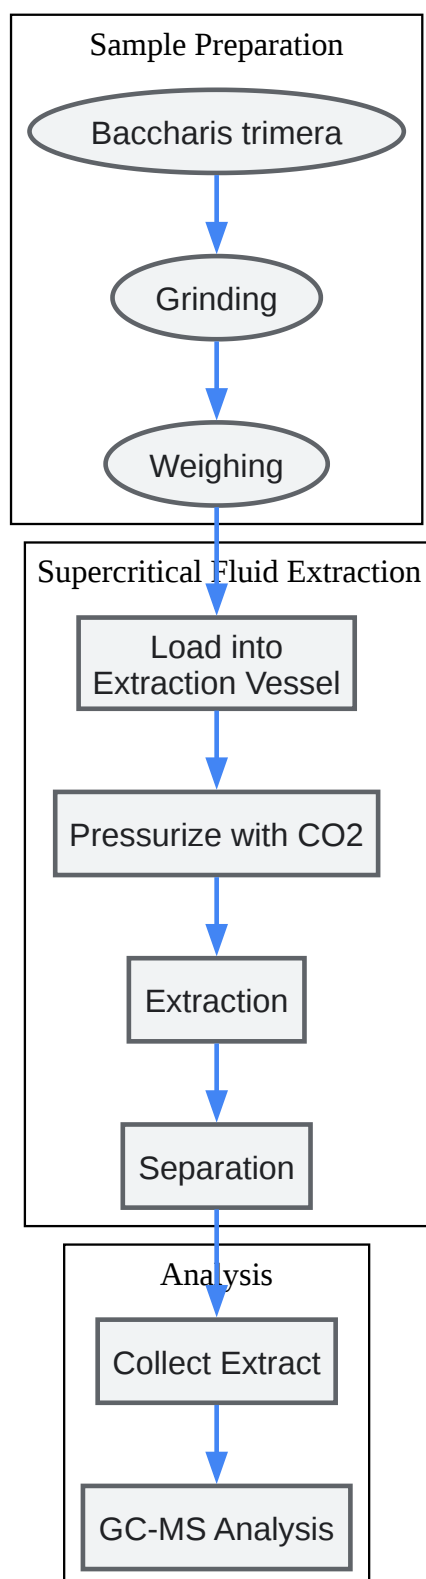 Sample Preparation
Baccharis trimera
Grinding
Weighing
Supercritical Fluid Extraction
Load into
Extraction Vessel
Pressurize with CO2
Extraction
Separation
Analysis
Collect Extract
GC-MS Analysis